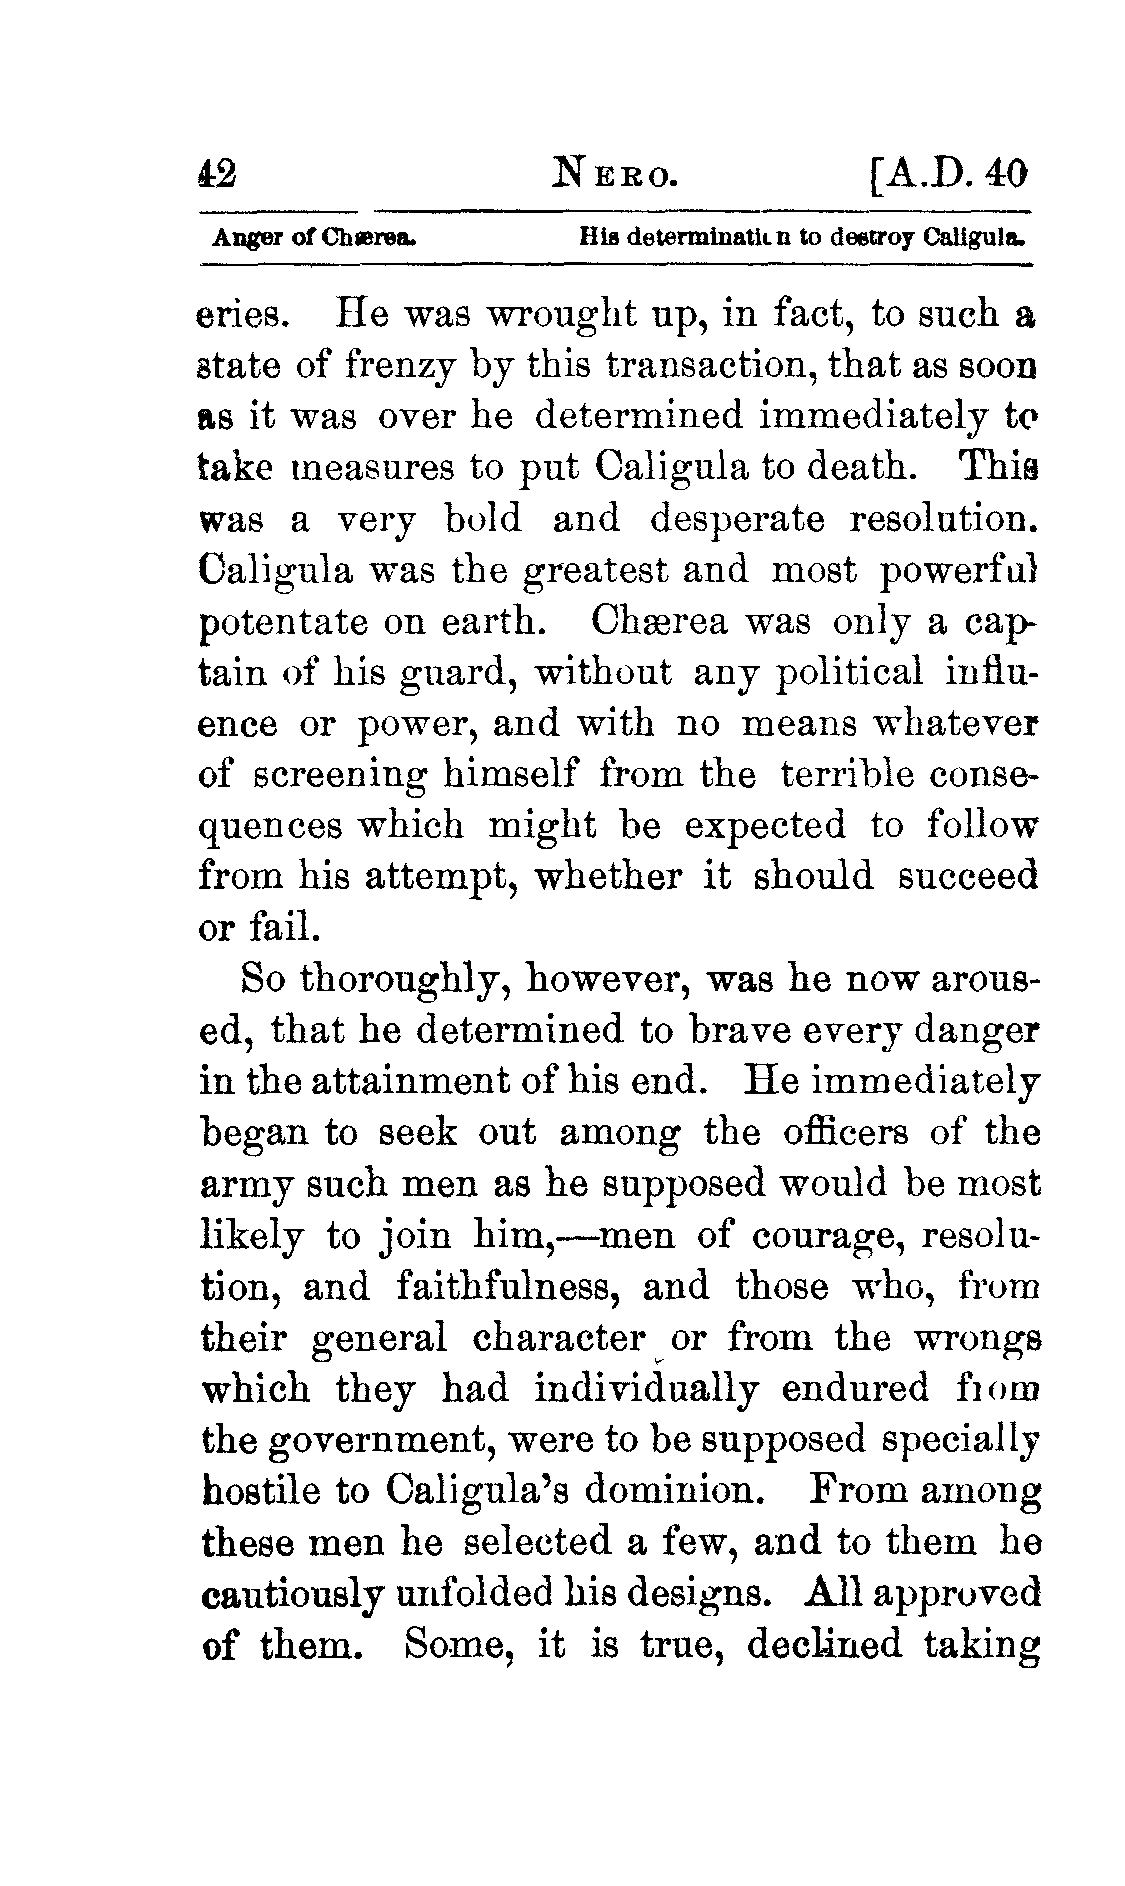 42 NERO. [A.D. 40
Anger of Chærea. His determination to destroy Caligula.
eries. He was wrought up, in fact, to such a
state of frenzy by this transaction, that as soon
as it was over he determined immediately to
take measures to put Caligula to death. This
was a very bold and desperate resolution.
Caligula was the greatest and most powerful
potentate on earth. Chærea was only a cap-
tain of his guard, without any political influ-
ence or power, and with no means whatever
of screening himself from the terrible conse-
quences which might be expected to follow
from his attempt, whether it should succeed
or fail.
So thoroughly, however, was he now arous-
ed, that he determined to brave every danger
in the attainment of his end. He immediately
began to seek out among the officers of the
army such men as he supposed would be most
likely to join him,—men of courage, resolu-
tion, and faithfulness, and those who, from
their general character or from the wrongs
which they had individually endured from
the government, were to be supposed specially
hostile to Caligula's dominion. From among
these men he selected a few, and to them he
cautiously unfolded his designs. All approved
of them. Some, it is true, declined taking